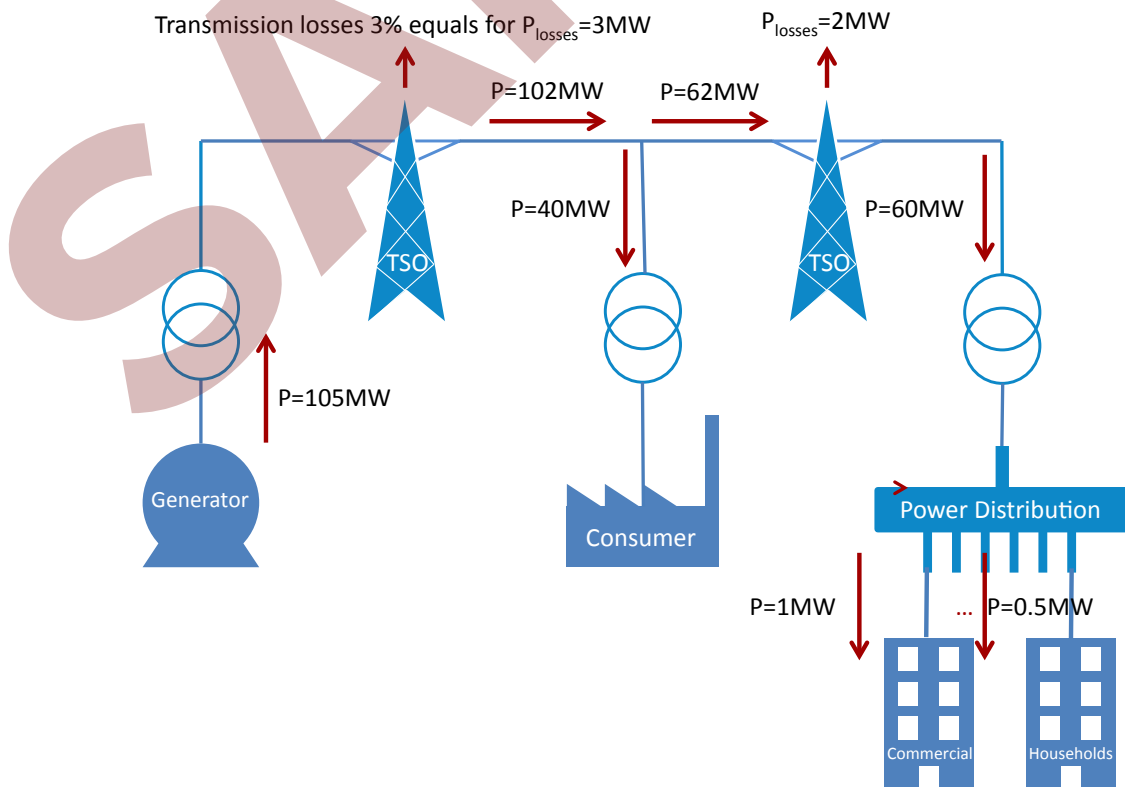 Transmission losses 3% equals for Plosses=3MW
Plosses=2MW
P=102MW
P=62MW
P=40MW
P=60MW
TSO
TSO
P=105MW
Generator
Consumer
Power Distribution
P=1MW
... P=0.5MW
Commercial
Households